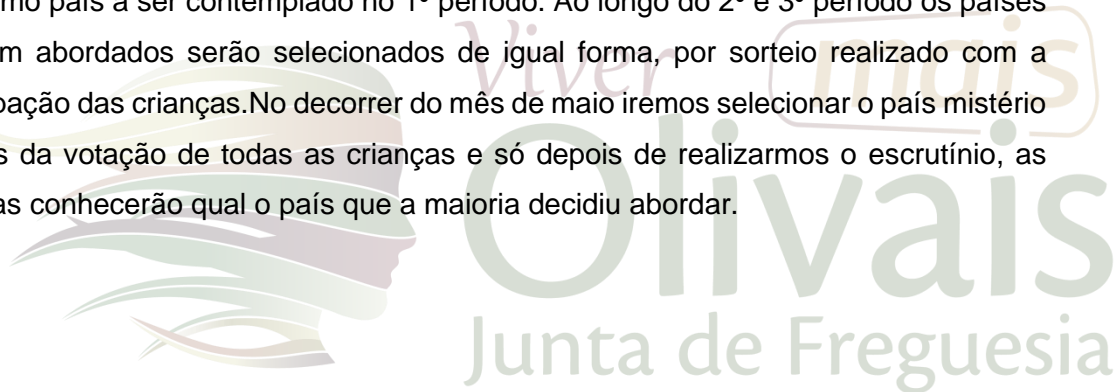 mo país a ser contemplado no 1º período. Ao longo do 2º e 3º período os países
m abordados serão selecionados de igual forma, por sorteio realizado com a
pação das crianças.No decorrer do mês de maio iremos selecionar o país mistério
s da votação de todas as crianças e só depois de realizarmos o escrutínio, as
as conhecerão qual o país que a maioria decidiu abordar.
Viver mais
Olivais
Junta de Freguesia